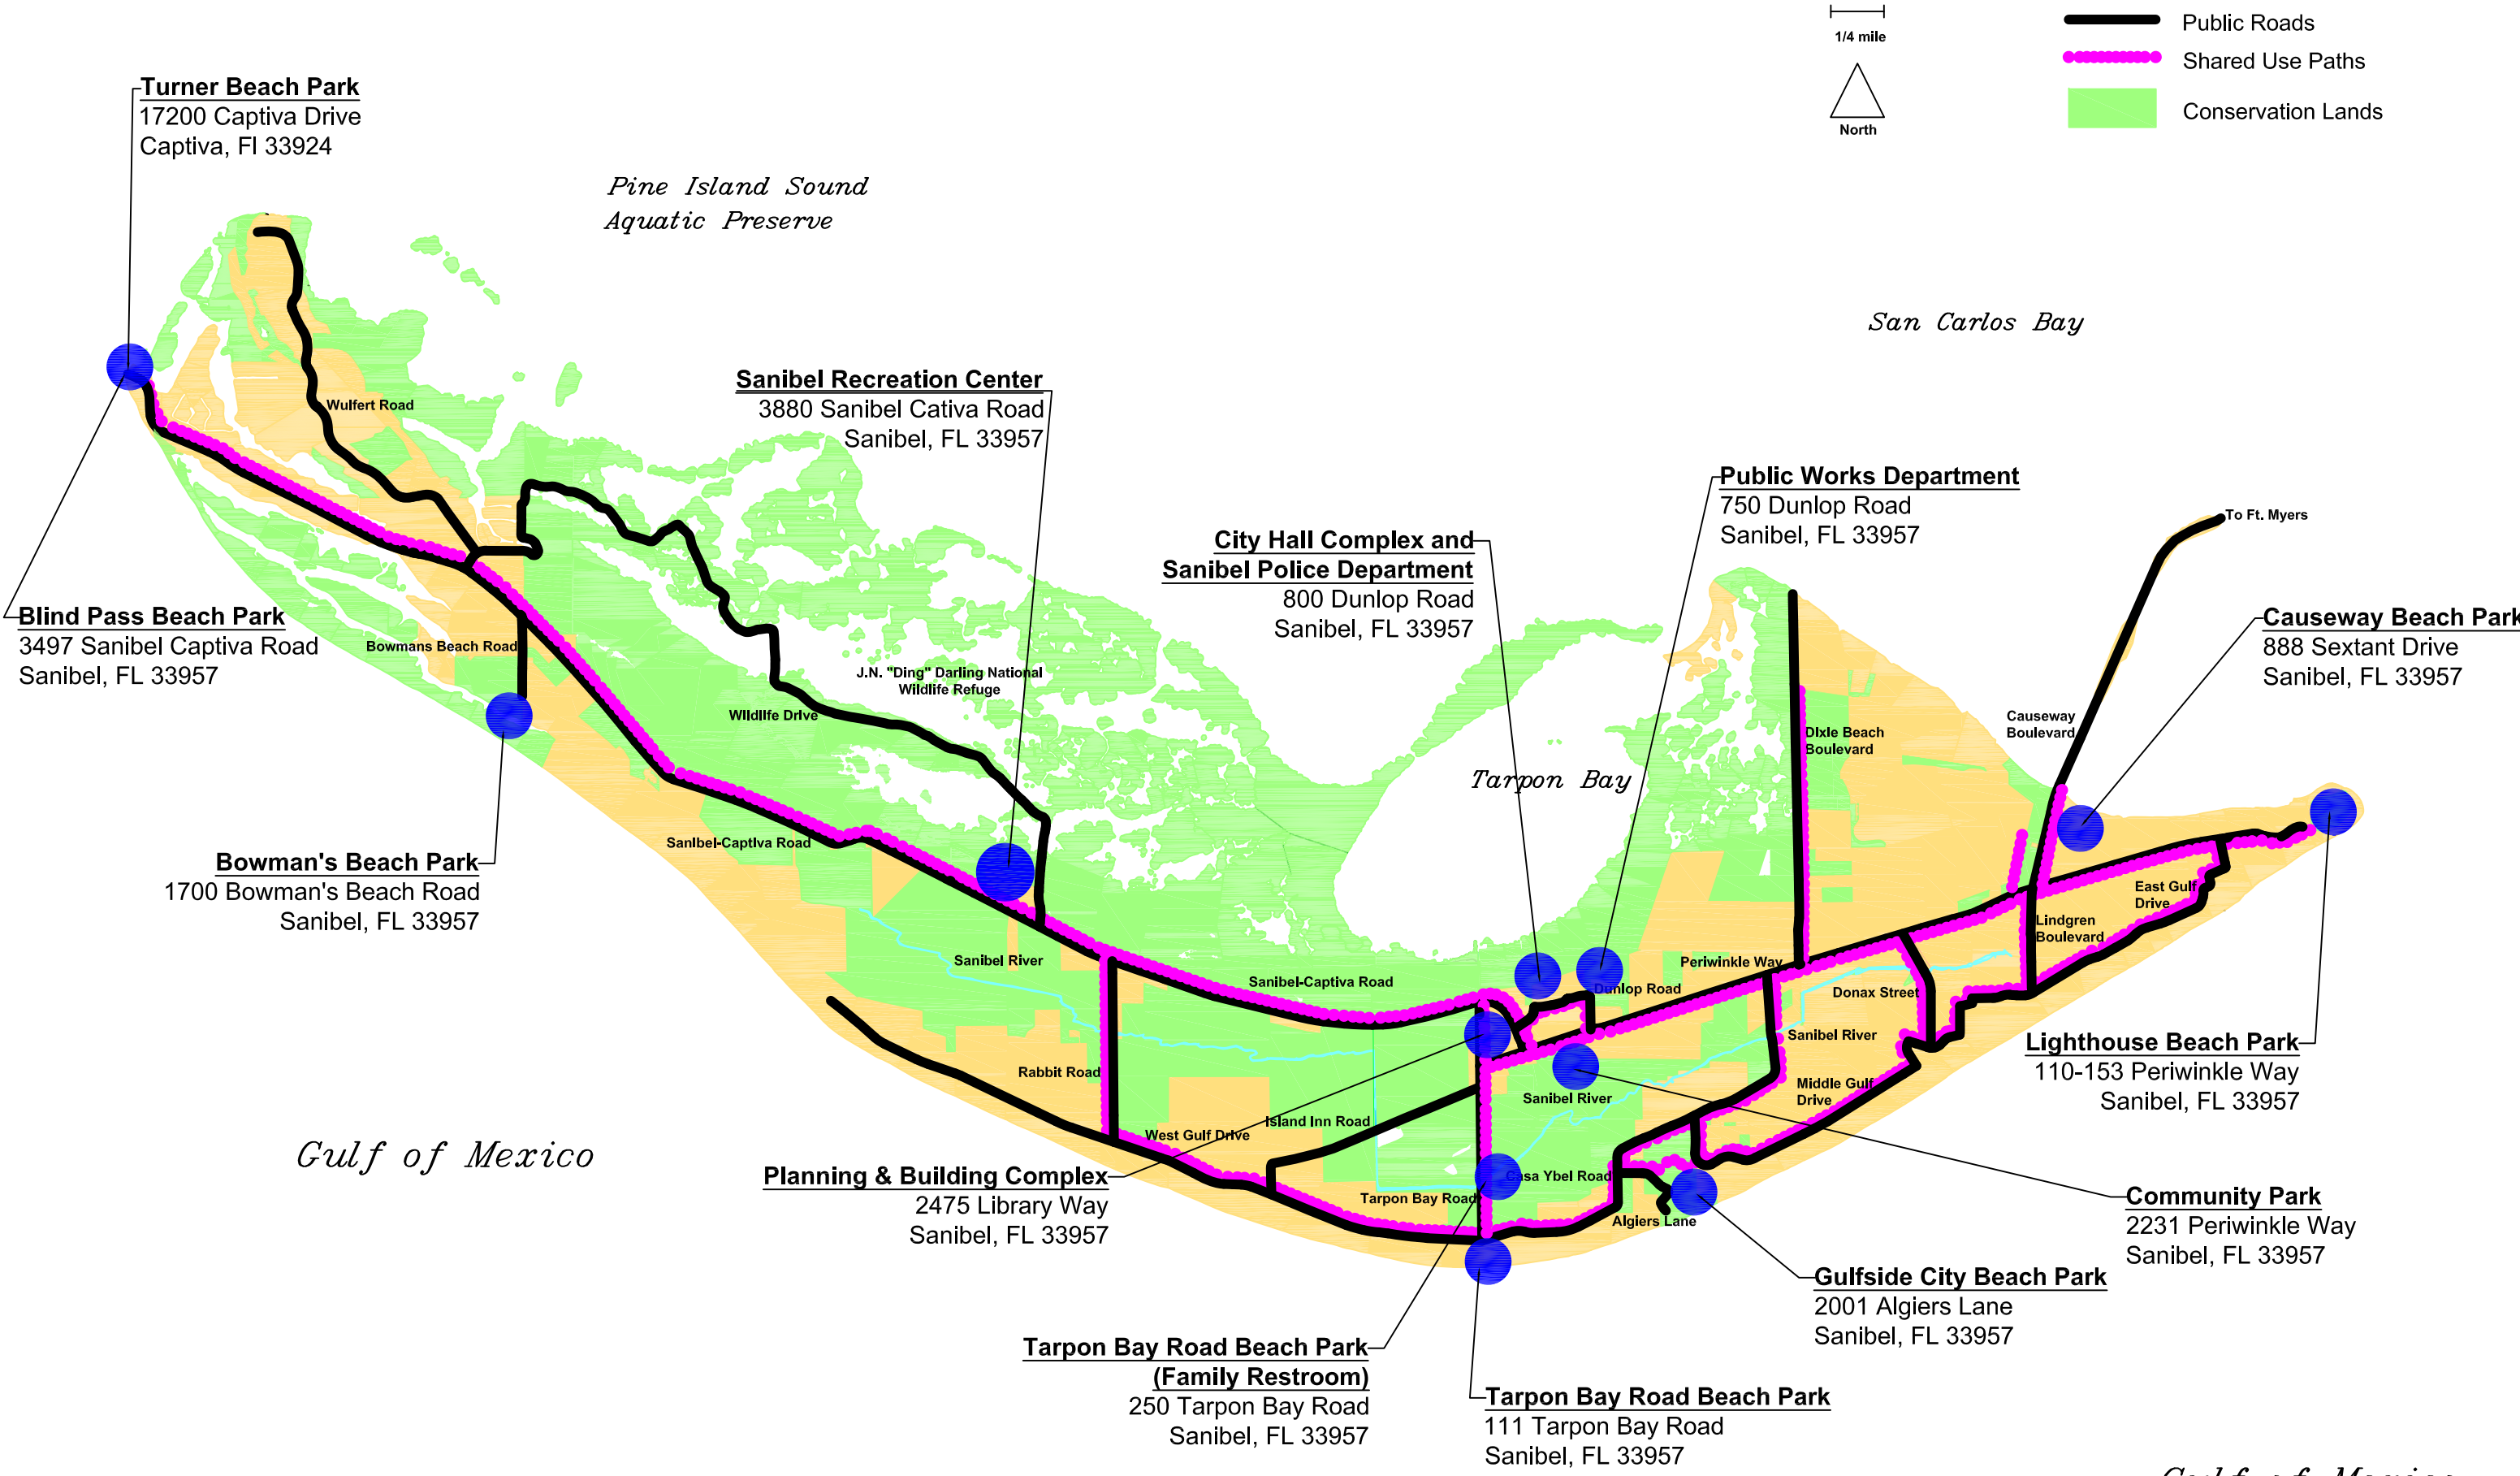 1/4 mile
North
Public Roads
Shared Use Paths
Conservation Lands
Turner Beach Park
17200 Captiva Drive
Captiva, Fl 33924
Pine Island Sound
Aquatic Preserve
San Carlos Bay
Sanibel Recreation Center
3880 Sanibel Cativa Road
Sanibel, FL 33957
Wulfert Road
Public Works Department
750 Dunlop Road
Sanibel, FL 33957
City Hall Complex and
Sanibel Police Department
800 Dunlop Road
Sanibel, FL 33957
To Ft. Myers
Blind Pass Beach Park
3497 Sanibel Captiva Road
Sanibel, FL 33957
Bowmans Beach Road
Causeway Beach Park
888 Sextant Drive
Sanibel, FL 33957
J.N. "Ding" Darling National
Wildlife Refuge
Wildlife Drive
Causeway
Boulevard
Dixie Beach
Boulevard
Tarpon Bay
Sanibel-Captiva Road
Bowman's Beach Park
1700 Bowman's Beach Road
Sanibel, FL 33957
East Gulf
Drive
Lindgren
Boulevard
Sanibel River
Periwinkle Way
Sanibel-Captiva Road
Dunlop Road
Donax Street
Sanibel River
Lighthouse Beach Park
110-153 Periwinkle Way
Sanibel, FL 33957
Rabbit Road
Middle Gulf
Drive
Sanibel River
Island Inn Road
West Gulf Drive
Gulf of Mexico
Planning & Building Complex
2475 Library Way
Sanibel, FL 33957
Casa Ybel Road
Tarpon Bay Road
Algiers Lane
Community Park
2231 Periwinkle Way
Sanibel, FL 33957
Gulfside City Beach Park
2001 Algiers Lane
Sanibel, FL 33957
Tarpon Bay Road Beach Park
(Family Restroom)
250 Tarpon Bay Road
Sanibel, FL 33957
Tarpon Bay Road Beach Park
111 Tarpon Bay Road
Sanibel, FL 33957